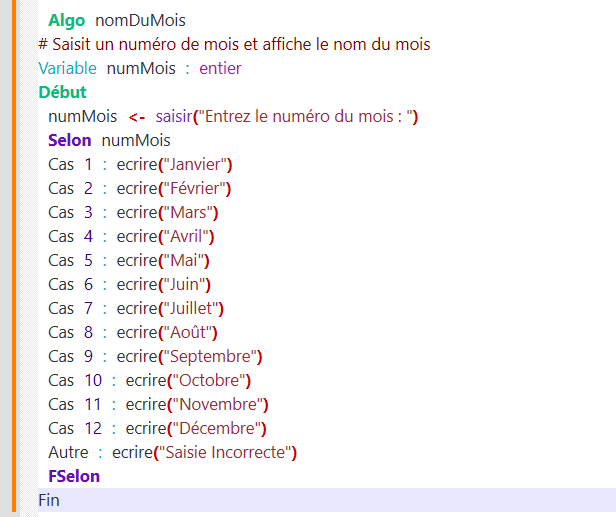 Algo nomDuMois
# Saisit un numéro de mois et affiche le nom du mois
Variable numMois : entier
Début
numMois <- saisir("Entrez le numéro du mois : ")
Selon numMois
Cas 1 : ecrire("Janvier")
Cas 2 : ecrire("Février")
Cas 3 : ecrire("Mars")
Cas 4 : ecrire("Avril")
Cas 5 : ecrire("Mai")
Cas 6 : ecrire("Juin")
Cas 7 : ecrire("Juillet")
Cas 8 : ecrire("Août")
Cas 9 : ecrire("Septembre")
Cas 10 : ecrire("Octobre")
Cas 11 : ecrire("Novembre")
Cas 12 : ecrire("Décembre")
Autre : ecrire("Saisie Incorrecte")
FSelon
Fin